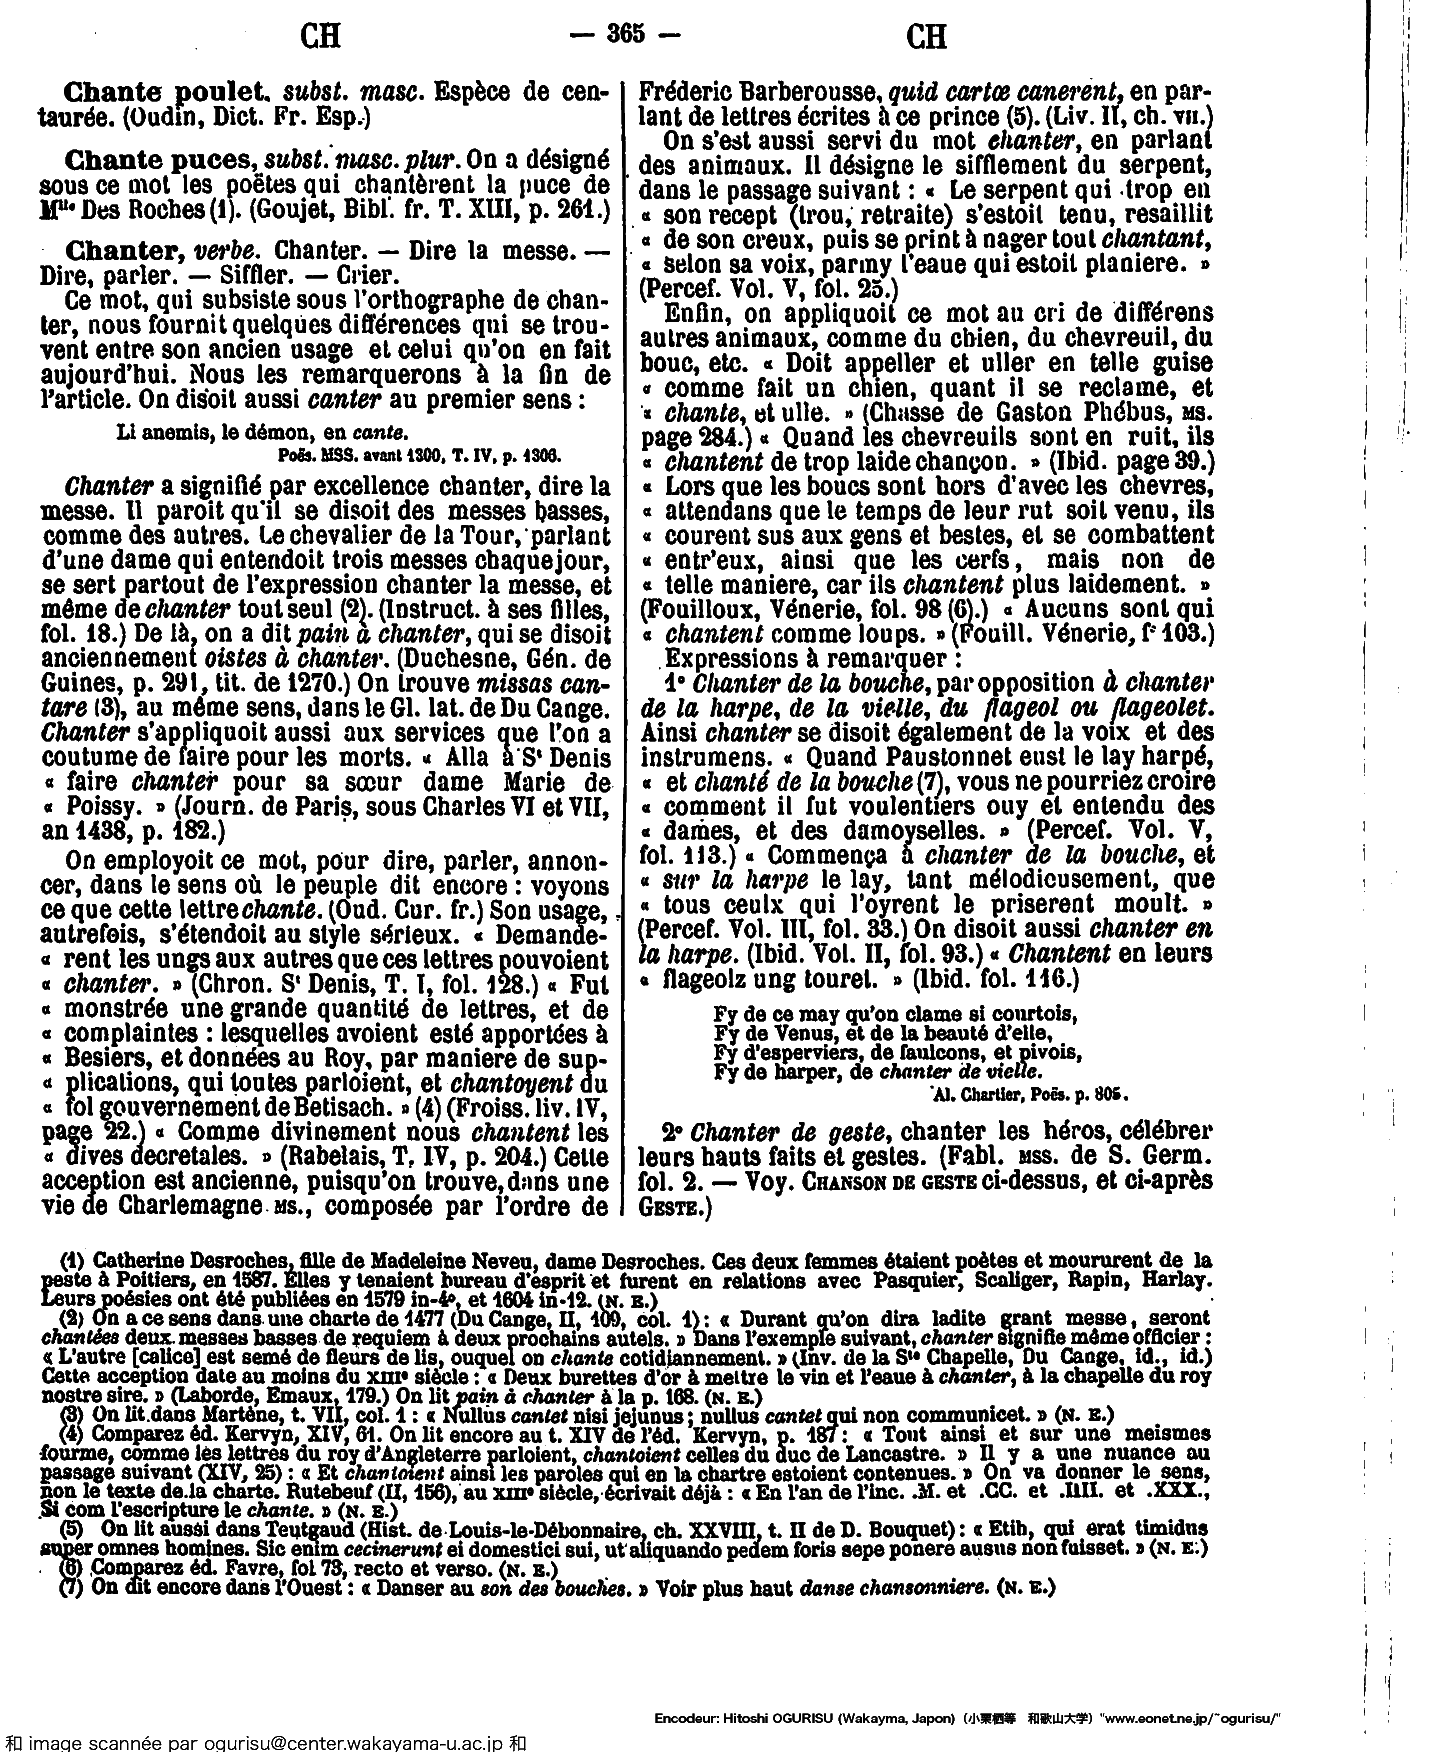 CH — 365 — CH
Chante poulet, subst. masc. Espèce de cen-
taurée. (Oudin, Dict. Fr. Esp.)
Chante puces, subst. masc. plur. On a désigné
sous ce mot les poëtes qui chantèrent la puce de
Mlle Des Roches (1). (Goujet, Bibl. fr. T. XIII, p. 261.)
Chanter, verbe. Chanter. — Dire la messe. —
Dire, parler. — Siffler. — Crier.
Ce mot, qui subsiste sous l'orthographe de chan-
ter, nous fournit quelques différences qui se trou-
vent entre son ancien usage et celui qu'on en fait
aujourd'hui. Nous les remarquerons à la fin de
l'article. On disoit aussi canter au premier sens :
Li anemis, le démon, en cante.
Poës. MSS. avant 1300, T. IV, p. 1306.
Chanter a signifié par excellence chanter, dire la
messe. Il paroit qu'il se disoit des messes basses,
comme des autres. Le chevalier de la Tour, parlant
d'une dame qui entendoit trois messes chaque jour,
se sert partout de l'expression chanter la messe, et
même de chanter tout seul (2). (Instruct. à ses filles,
fol. 18.) De là, on a dit pain à chanter, qui se disoit
anciennement oistes à chanter. (Duchesne, Gén. de
Guines, p. 291, tit. de 1270.) On trouve missas can-
tare (3), au même sens, dans le Gl. lat. de Du Cange.
Chanter s'appliquoit aussi aux services que l'on a
coutume de faire pour les morts. « Alla à St Denis
« faire chanter pour sa sœur dame Marie de
« Poissy. » (Journ. de Paris, sous Charles VI et VII,
an 1438, p. 182.)
On employoit ce mot, pour dire, parler, annon-
cer, dans le sens où le peuple dit encore : voyons
ce que cette lettre chante. (Oud. Cur. fr.) Son usage,
autrefois, s'étendoit au style sérieux. « Demande-
« rent les ungs aux autres que ces lettres pouvoient
« chanter. » (Chron. St Denis, T. I, fol. 128.) « Fut
« monstrée une grande quantité de lettres, et de
« complaintes : lesquelles avoient esté apportées à
« Besiers, et données au Roy, par maniere de sup-
« plications, qui toutes parloient, et chantoyent du
« fol gouvernement de Betisach. » (4) (Froiss. liv. IV,
page 22.) « Comme divinement nous chantent les
« dives decretales. » (Rabelais, T. IV, p. 204.) Cette
acception est ancienne, puisqu'on trouve, dans une
vie de Charlemagne MS., composée par l'ordre de
Fréderic Barberousse, quid cartœ canerent, en par-
lant de lettres écrites à ce prince (5). (Liv. II, ch. VII.)
On s'est aussi servi du mot chanter, en parlant
des animaux. Il désigne le sifflement du serpent,
dans le passage suivant : « Le serpent qui trop en
« son recept (trou, retraite) s'estoit tenu, resaillit
« de son creux, puis se print à nager tout chantant,
« selon sa voix, parmy l'eaue qui estoit planiere. »
(Percef. Vol. V, fol. 25.)
Enfin, on appliquoit ce mot au cri de différens
autres animaux, comme du chien, du chevreuil, du
bouc, etc. « Doit appeller et uller en telle guise
« comme fait un chien, quant il se reclame, et
« chante, et ulle. » (Chasse de Gaston Phébus, MS.
page 284.) « Quand les chevreuils sont en ruit, ils
« chantent de trop laide chançon. » (Ibid. page 39.)
« Lors que les boucs sont hors d'avec les chevres,
« attendans que le temps de leur rut soit venu, ils
« courent sus aux gens et bestes, et se combattent
« entr'eux, ainsi que les cerfs, mais non de
« telle maniere, car ils chantent plus laidement. »
(Fouilloux, Vénerie, fol. 98 (6).) « Aucuns sont qui
« chantent comme loups. » (Fouill. Vénerie, f° 103.)
Expressions à remarquer :
1° Chanter de la bouche, par opposition à chanter
de la harpe, de la vielle, du flageol ou flageolet.
Ainsi chanter se disoit également de la voix et des
instrumens. « Quand Paustonnet eust le lay harpé,
« et chanté de la bouche (7), vous ne pourriez croire
« comment il fut voulentiers ouy et entendu des
« dames, et des damoyselles. » (Percef. Vol. V,
fol. 113.) « Commença à chanter de la bouche, et
« sur la harpe le lay, tant mélodieusement, que
« tous ceulx qui l'oyrent le priserent moult. »
(Percef. Vol. III, fol. 33.) On disoit aussi chanter en
la harpe. (Ibid. Vol. II, fol. 93.) « Chantent en leurs
« flageolz ung touret. » (Ibid. fol. 116.)
Fy de ce may qu'on clame si courtois,
Fy de Venus, et de la beauté d'elle,
Fy d'esperviers, de faulcons, et pivois,
Fy de harper, de chanter de vielle.
Al. Chartier, Poës. p. 805.
2° Chanter de geste, chanter les héros, célébrer
leurs hauts faits et gestes. (Fabl. MSS. de S. Germ.
fol. 2. — Voy. CHANSON DE GESTE ci-dessus, et ci-après
GESTE.)
(1) Catherine Desroches, fille de Madeleine Neveu, dame Desroches. Ces deux femmes étaient poètes et moururent de la
peste à Poitiers, en 1587. Elles y tenaient bureau d'esprit et furent en relations avec Pasquier, Scaliger, Rapin, Harlay.
Leurs poésies ont été publiées en 1579 in-4°, et 1604 in-12. (N. E.)
(2) On a ce sens dans une charte de 1477 (Du Cange, II, 109, col. 1) : « Durant qu'on dira ladite grant messe, seront
chantées deux messes basses de requiem à deux prochains autels. » Dans l'exemple suivant, chanter signifie même officier :
« L'autre [calice] est semé de fleurs de lis, ouquel on chante cotidiannement. » (Inv. de la Ste Chapelle, Du Cange, id., id.)
Cette acception date au moins du XIIIe siècle : « Deux burettes d'or à mettre le vin et l'eaue à chanter, à la chapelle du roy
nostre sire. » (Laborde, Emaux, 179.) On lit pain à chanter à la p. 168. (N. E.)
(3) On lit dans Martène, t. VII, col. 1 : « Nullus cantet nisi jejunus ; nullus cantet qui non communicet. » (N. E.)
(4) Comparez éd. Kervyn, XIV, 61. On lit encore au t. XIV de l'éd. Kervyn, p. 187 : « Tout ainsi et sur une meismes
fourme, comme les lettres du roy d'Angleterre parloient, chantoient celles du duc de Lancastre. » Il y a une nuance au
passage suivant (XIV, 25) : « Et chantoient ainsi les paroles qui en la chartre estoient contenues. » On va donner le sens,
non le texte de la charte. Rutebeuf (II, 156), au XIIIe siècle, écrivait déjà : « En l'an de l'inc. .M. et .CC. et .IIII. et .XXX.,
Si com l'escripture le chante. » (N. E.)
(5) On lit aussi dans Teutgaud (Hist. de Louis-le-Débonnaire, ch. XXVIII, t. II de D. Bouquet) : « Etih, qui erat timidus
super omnes homines. Sic enim cecinerunt ei domestici sui, ut aliquando pedem foris sepe ponere ausus non fuisset. » (N. E.)
(6) Comparez éd. Favre, fol 73, recto et verso. (N. E.)
(7) On dit encore dans l'Ouest : « Danser au son des bouches. » Voir plus haut danse chansonniere. (N. E.)
Encodeur: Hitoshi OGURISU (Wakayma, Japon) (小栗栖等 和歌山大学) "www.eonet.ne.jp/~ogurisu/"
和 image scannée par ogurisu@center.wakayama-u.ac.jp 和